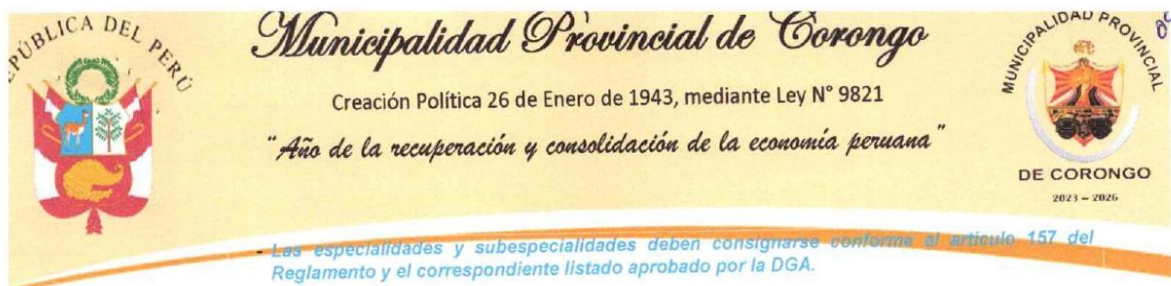 REPÚBLICA DEL PERÚ
Municipalidad Provincial de Corongo
Creación Política 26 de Enero de 1943, mediante Ley N° 9821
"Año de la recuperación y consolidación de la economía peruana"
MUNICIPALIDAD PROVINCIAL
DE CORONGO
2023 – 2026
- Las especialidades y subespecialidades deben consignarse conforme al artículo 157 del
Reglamento y el correspondiente listado aprobado por la DGA.